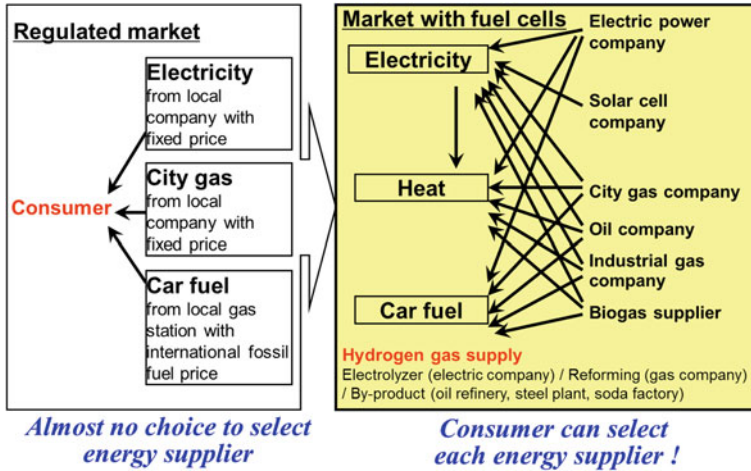 Regulated market
Electricity
from local
company with
fixed price
City gas
from local
company with
fixed price
Consumer
Car fuel
from local gas
station with
international fossil
fuel price
Almost no choice to select
energy supplier
Market with fuel cells
Electricity
Heat
Car fuel
Electric power
company
Solar cell
company
City gas company
Oil company
Industrial gas
company
Biogas supplier
Hydrogen gas supply
Electrolyzer (electric company) / Reforming (gas company)
/ By-product (oil refinery, steel plant, soda factory)
Consumer can select
each energy supplier !